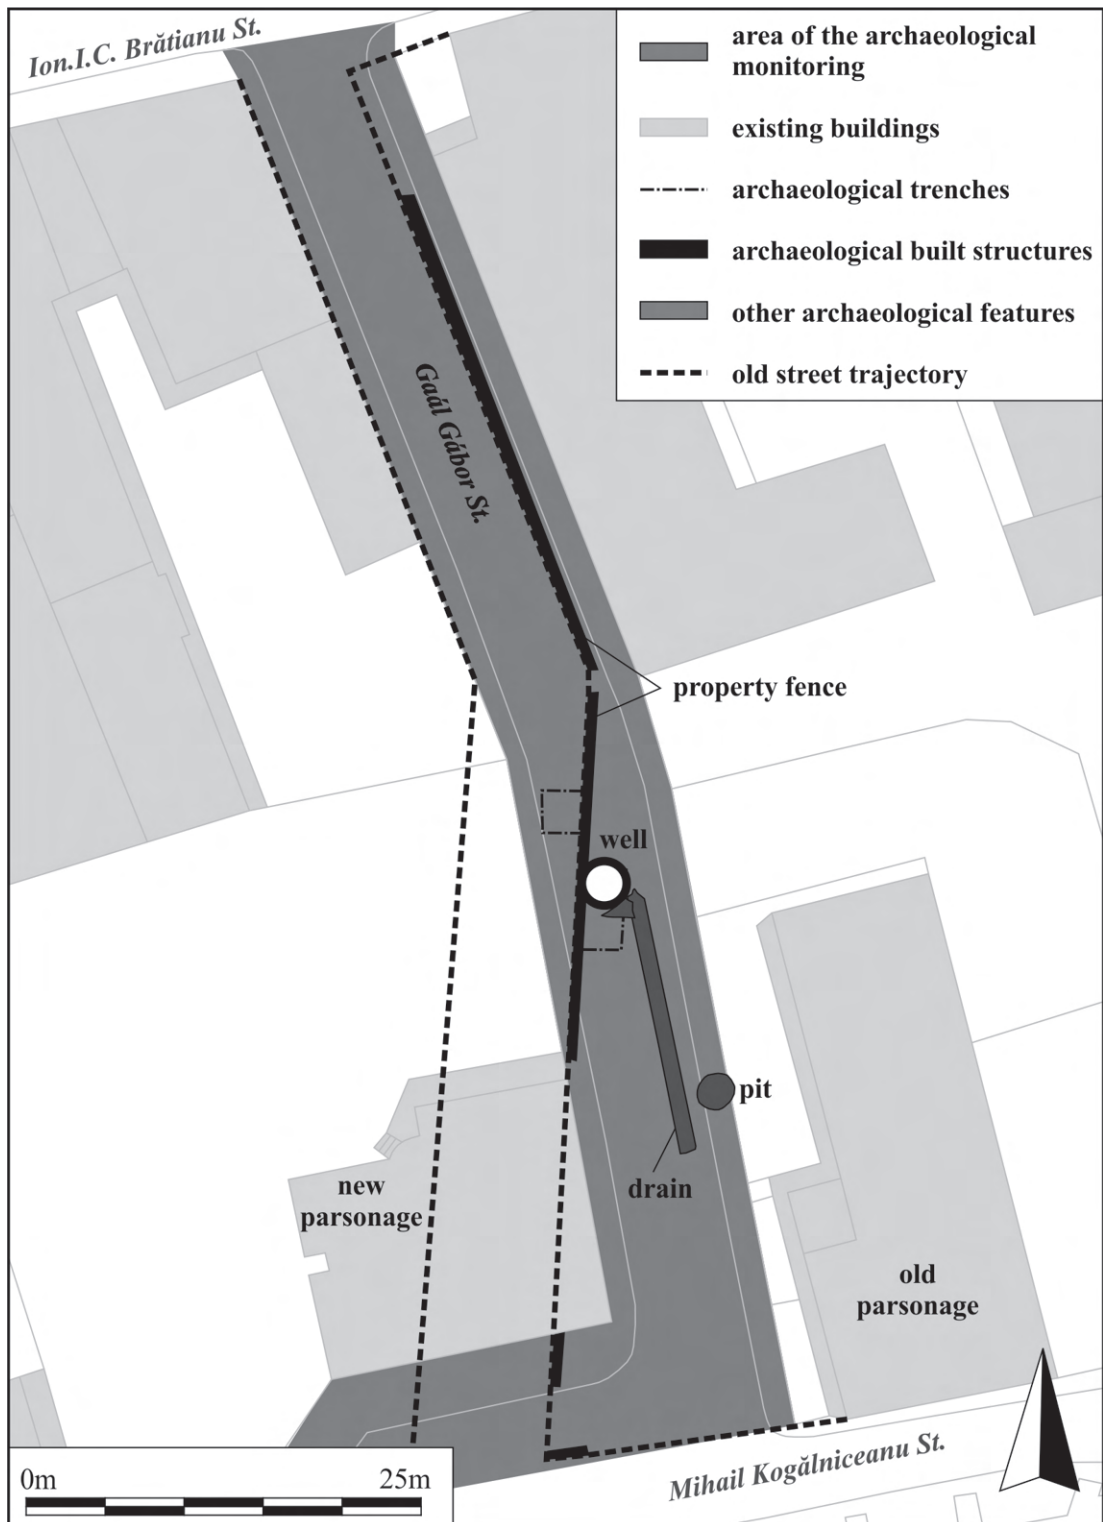 Ion.I.C. Brătianu St.
area of the archaeological
monitoring
existing buildings
archaeological trenches
archaeological built structures
other archaeological features
old street trajectory
Gaál Gábor St.
property fence
well
pit
drain
new
parsonage
old
parsonage
Mihail Kogălniceanu St.
0m 25m